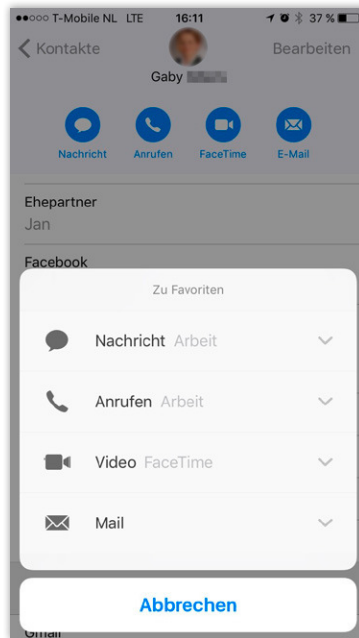 T-Mobile NL LTE 16:11 37 %
Kontakte Bearbeiten
Gaby
Nachricht Anrufen FaceTime E-Mail
Ehepartner
Jan
Facebook
Zu Favoriten
Nachricht Arbeit
Anrufen Arbeit
Video FaceTime
Mail
Abbrechen
Gmail